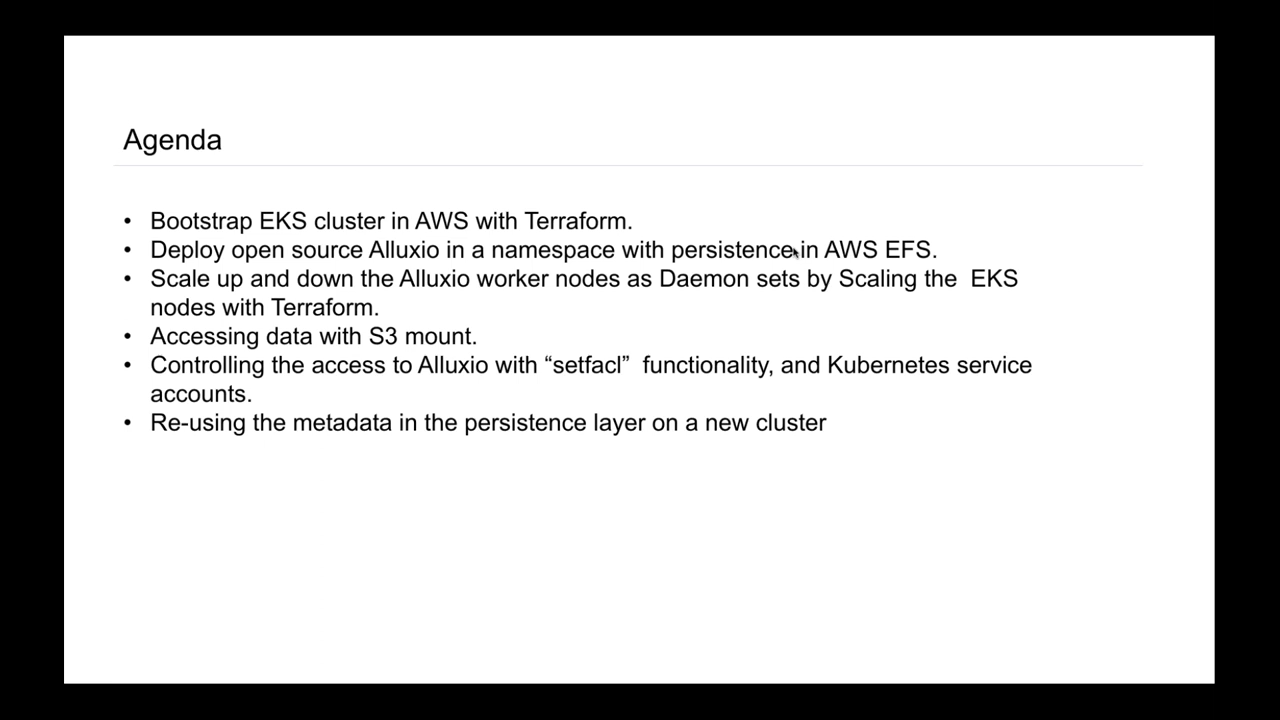 Agenda
• Bootstrap EKS cluster in AWS with Terraform.
• Deploy open source Alluxio in a namespace with persistence in AWS EFS.
• Scale up and down the Alluxio worker nodes as Daemon sets by Scaling the  EKS
nodes with Terraform.
• Accessing data with S3 mount.
• Controlling the access to Alluxio with “setfacl”  functionality, and Kubernetes service
accounts.
• Re-using the metadata in the persistence layer on a new cluster